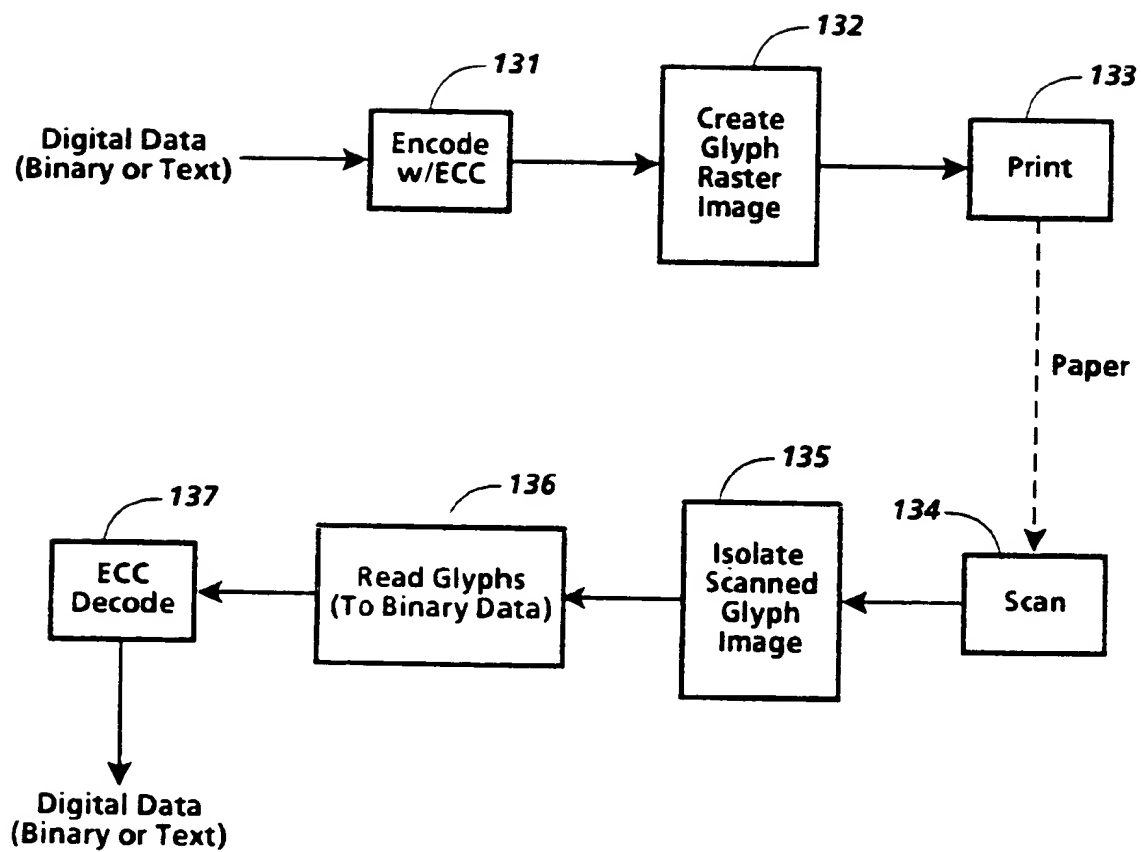 131
132
133
Digital Data
(Binary or Text)
Encode
w/ECC
Create
Glyph
Raster
Image
Print
Paper
137
136
135
134
ECC
Decode
Read Glyphs
(To Binary Data)
Isolate
Scanned
Glyph
Image
Scan
Digital Data
(Binary or Text)